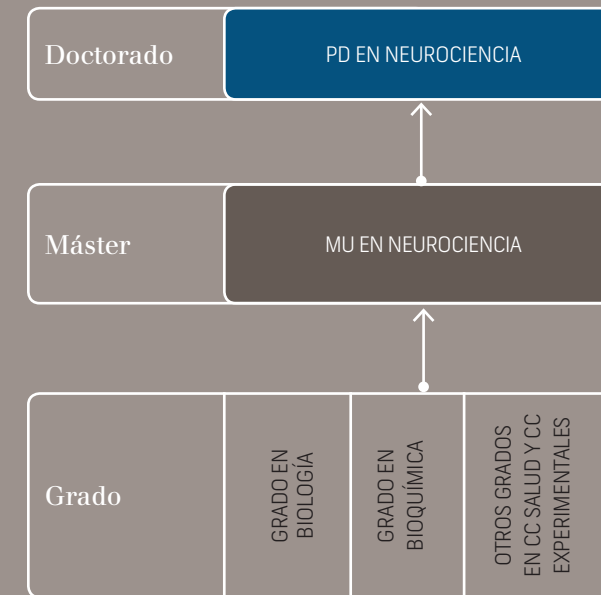 Doctorado
PD EN NEUROCIENCIA
Máster
MU EN NEUROCIENCIA
Grado
GRADO EN
BIOLOGÍA
GRADO EN
BIOQUÍMICA
OTROS GRADOS
EN CC SALUD Y CC
EXPERIMENTALES